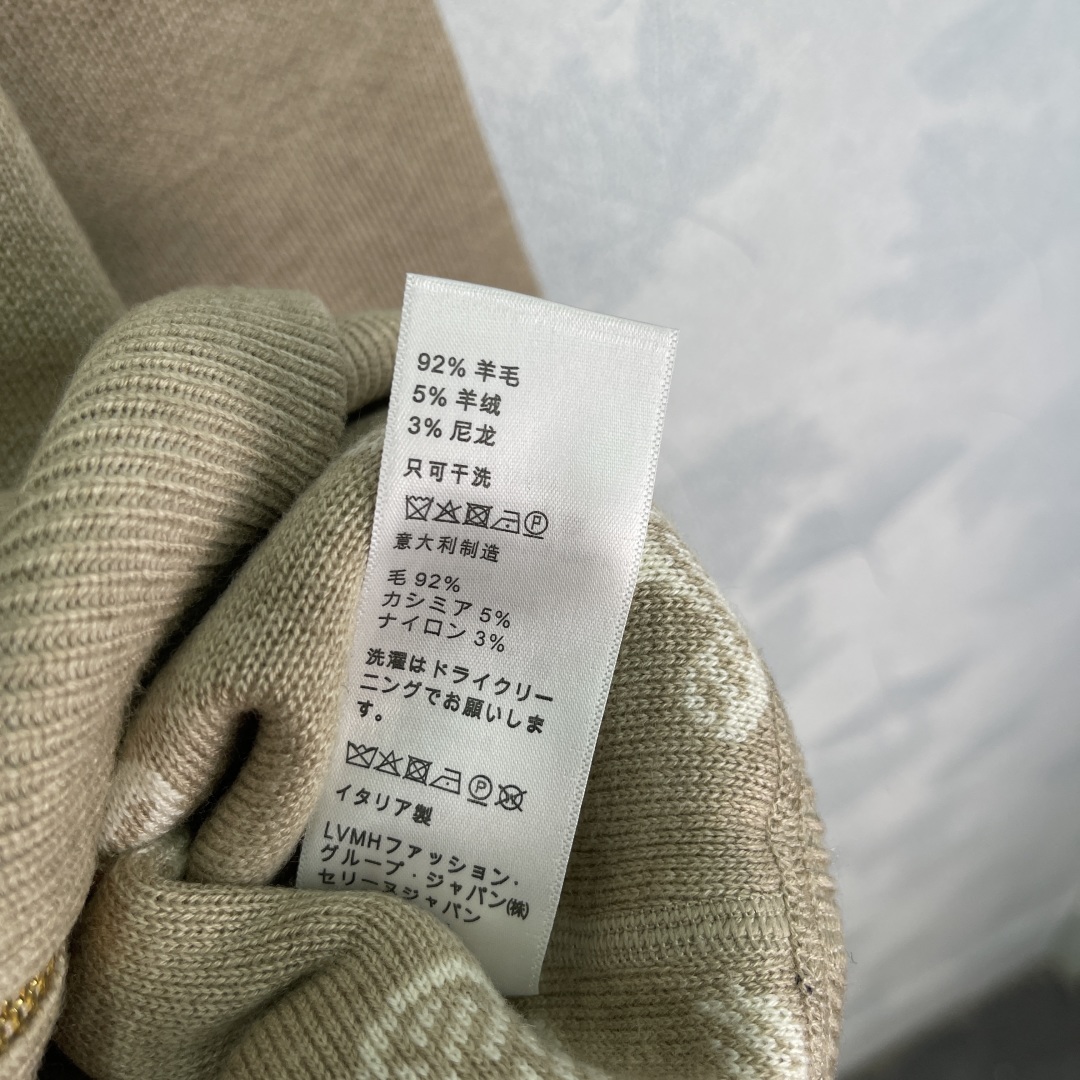 92% 羊毛
5% 羊绒
3% 尼龙
只可干洗
P
意大利制造
毛 92%
カシミア 5%
ナイロン 3%
洗濯はドライクリー
ニングでお願いしま
す。
P W
イタリア製
LVMHファッション·
グループ·ジャパン㈱
セリーヌジャパン